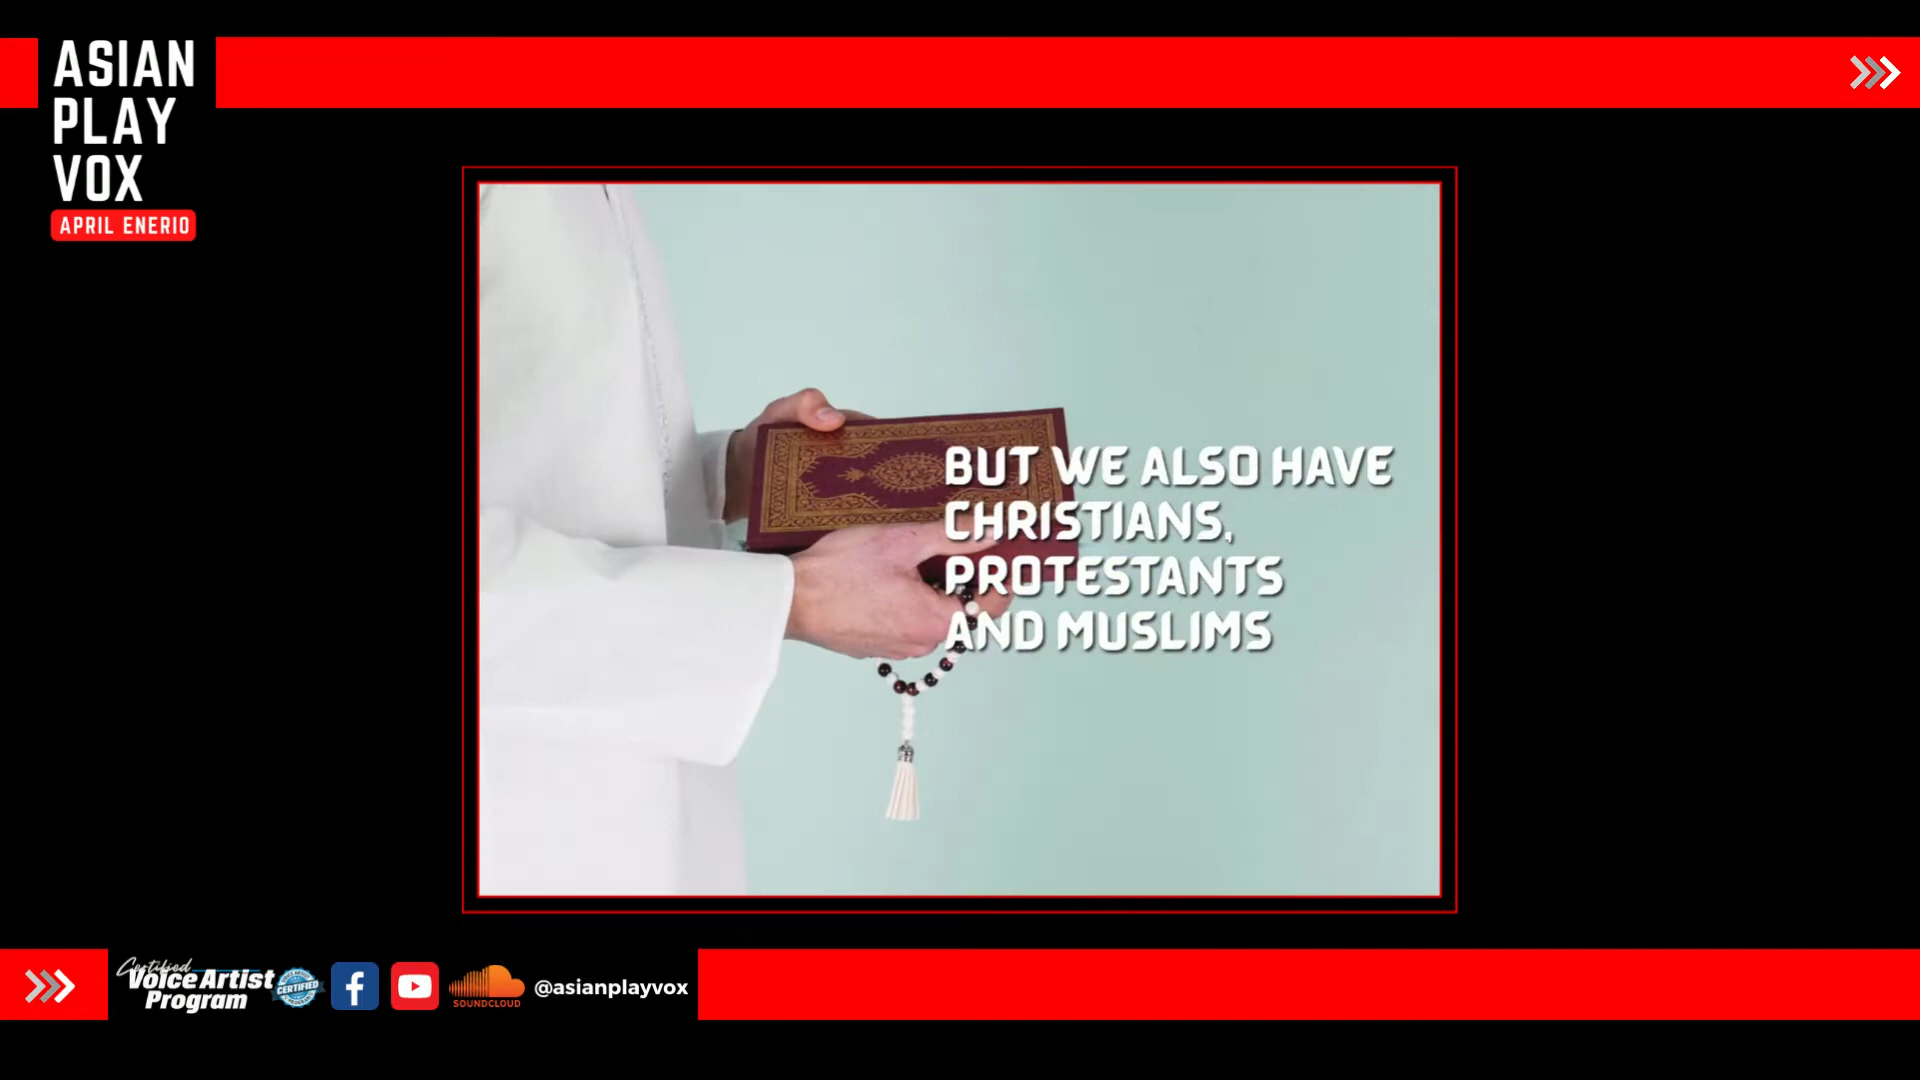 ASIAN
PLAY
VOX
APRIL ENERIO
BUT WE ALSO HAVE
CHRISTIANS,
PROTESTANTS
AND MUSLIMS
Certified
Voice Artist
Program
CERTIFIED
SOUNDCLOUD
@asianplayvox